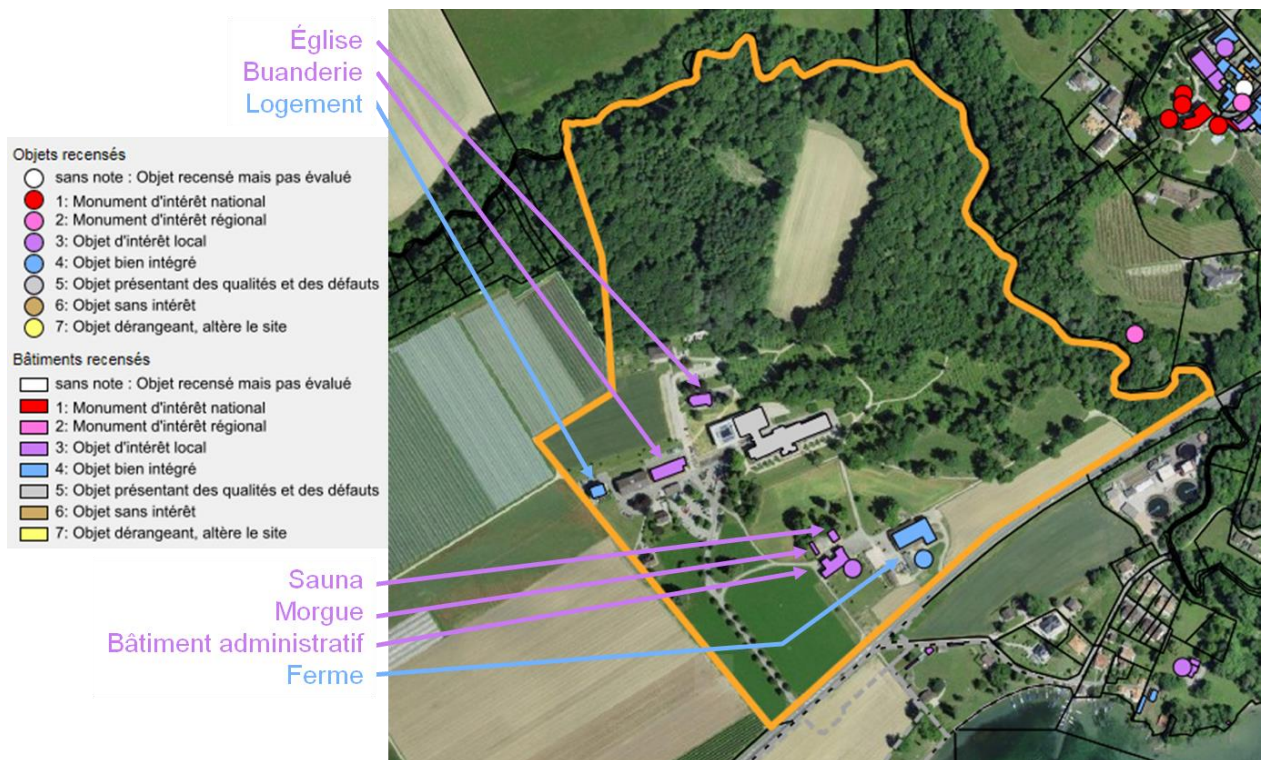 Église
Buanderie
Logement
Objets recensés
sans note : Objet recensé mais pas évalué
1: Monument d'intérêt national
2: Monument d'intérêt régional
3: Objet d'intérêt local
4: Objet bien intégré
5: Objet présentant des qualités et des défauts
6: Objet sans intérêt
7: Objet dérangeant, altère le site
Bâtiments recensés
sans note : Objet recensé mais pas évalué
1: Monument d'intérêt national
2: Monument d'intérêt régional
3: Objet d'intérêt local
4: Objet bien intégré
5: Objet présentant des qualités et des défauts
6: Objet sans intérêt
7: Objet dérangeant, altère le site
Sauna
Morgue
Bâtiment administratif
Ferme